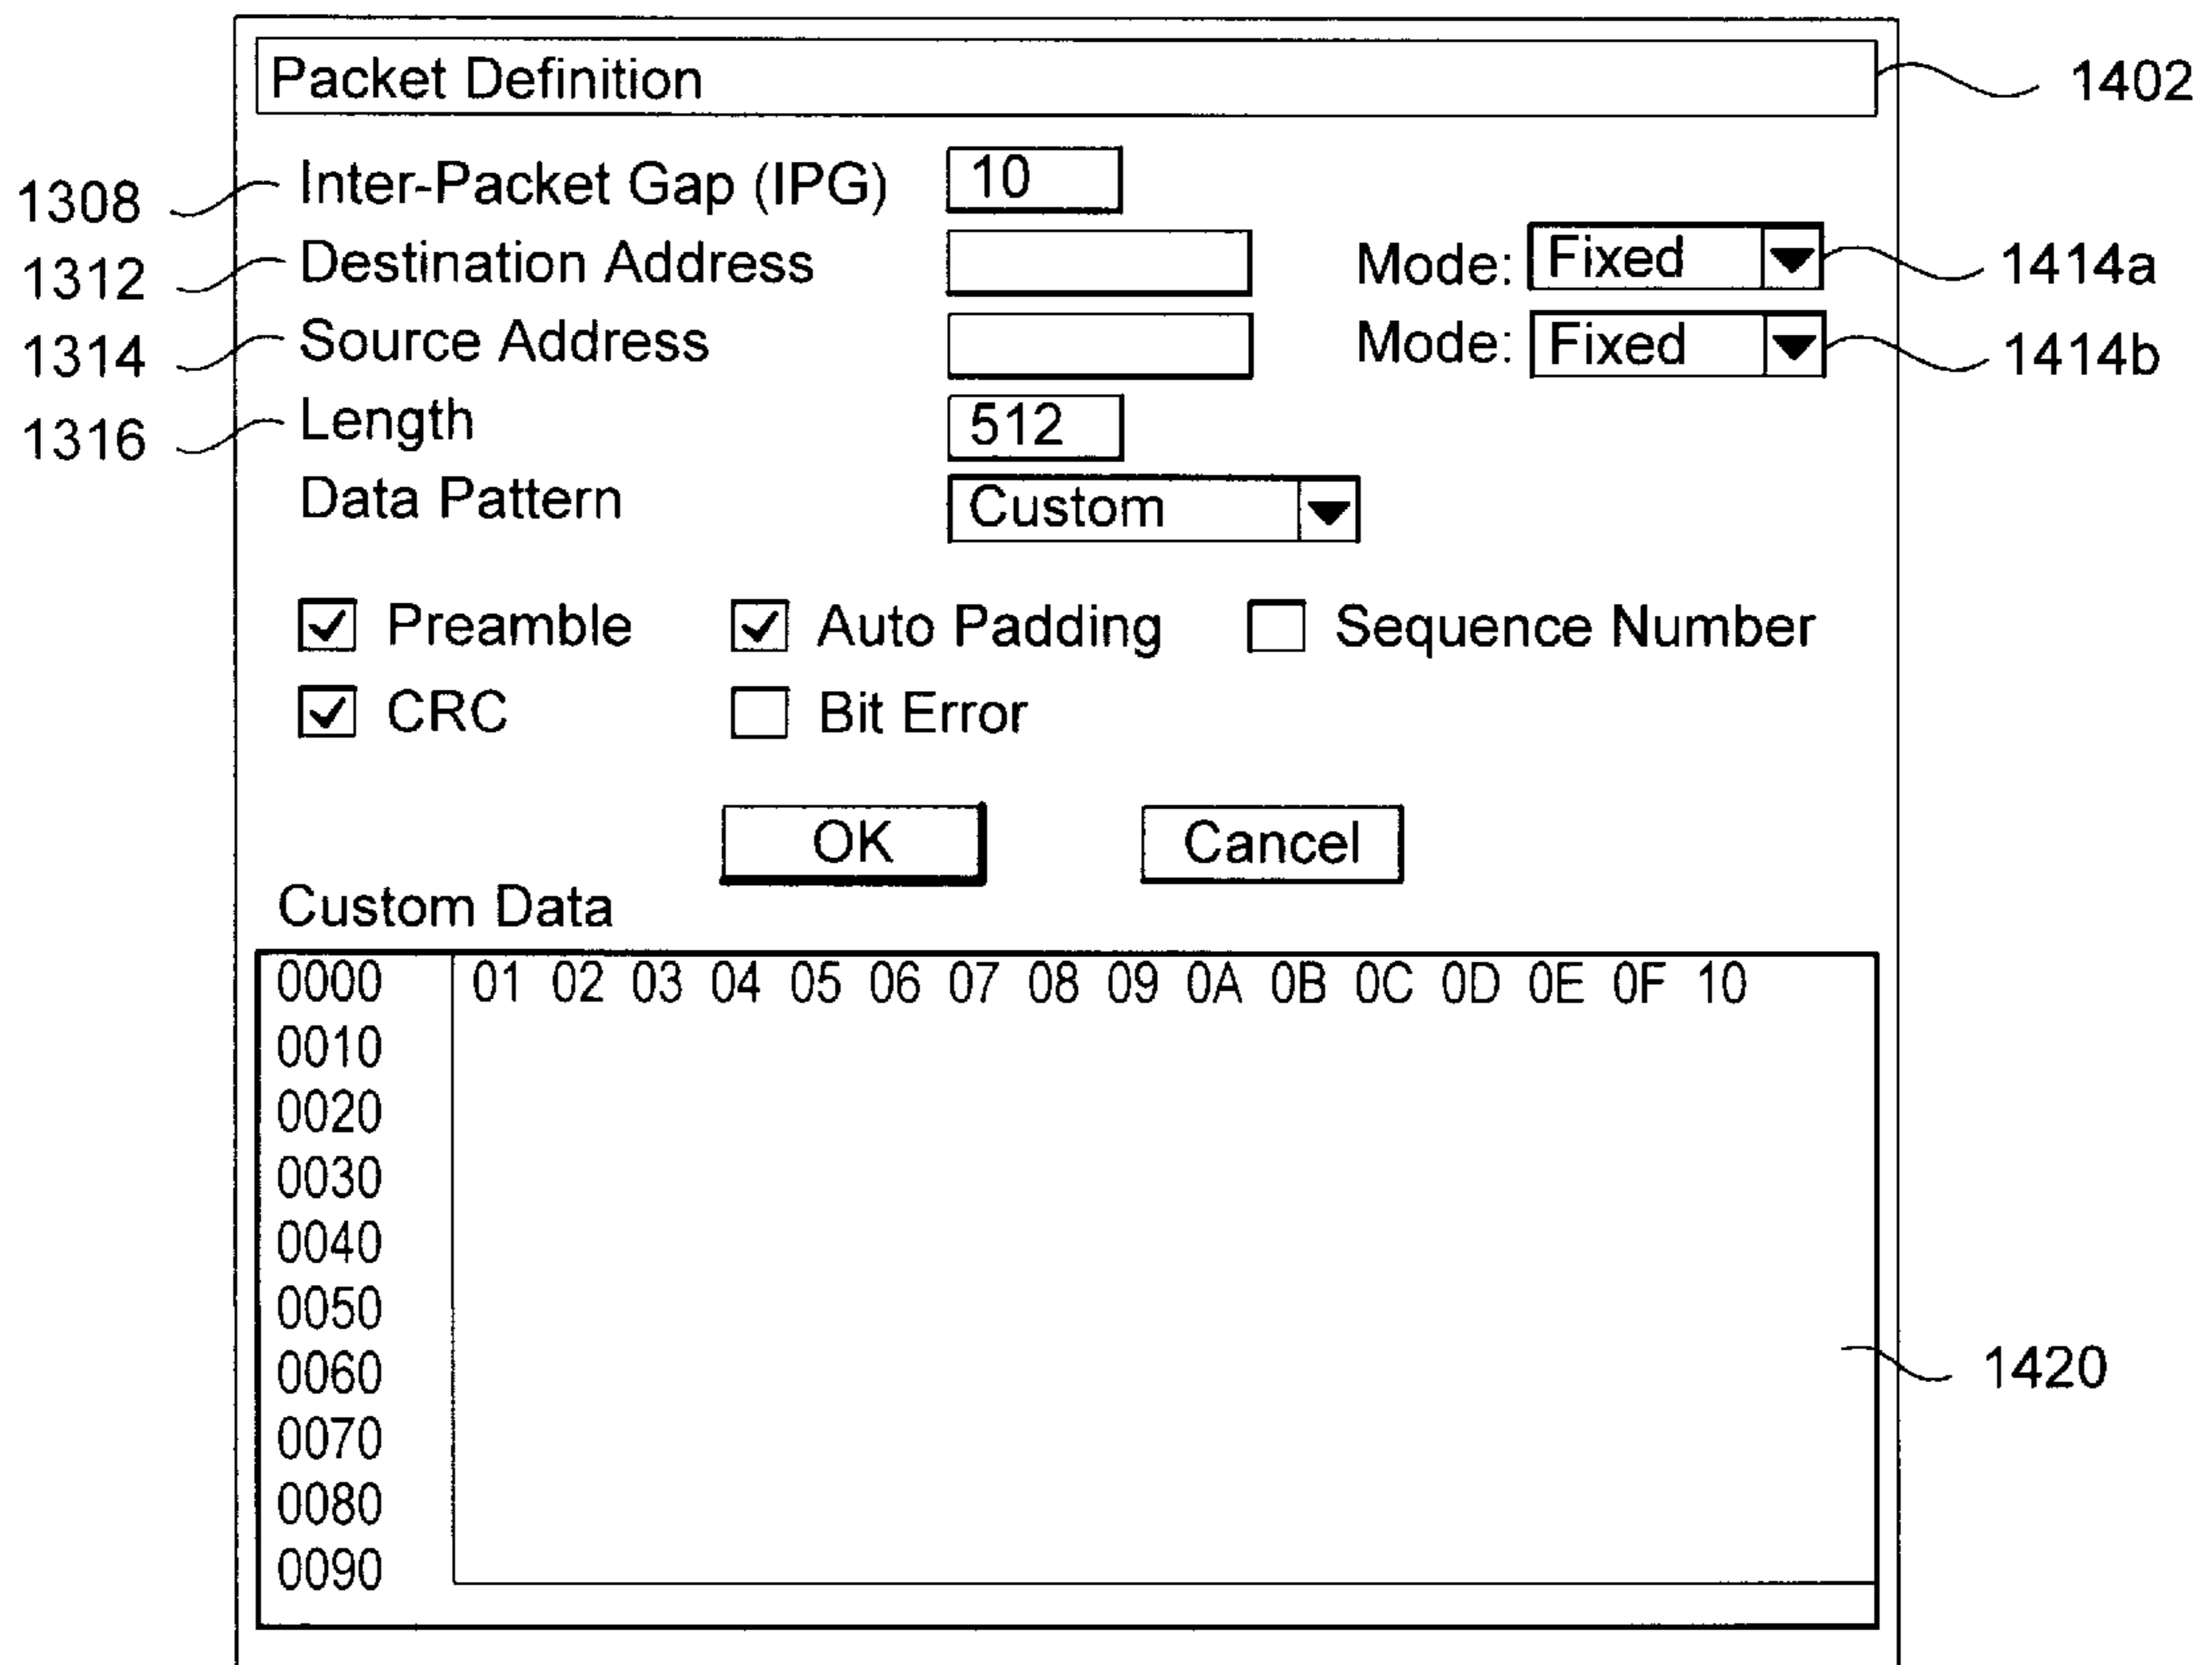 Packet Definition 1402
1308 Inter-Packet Gap (IPG) 10
1312 Destination Address Mode: Fixed 1414a
1314 Source Address Mode: Fixed 1414b
1316 Length 512
Data Pattern Custom
Preamble Auto Padding Sequence Number
CRC Bit Error
OK Cancel
Custom Data
0000 01 02 03 04 05 06 07 08 09 0A 0B 0C 0D 0E 0F 10
0010
0020
0030
0040
0050
0060 1420
0070
0080
0090